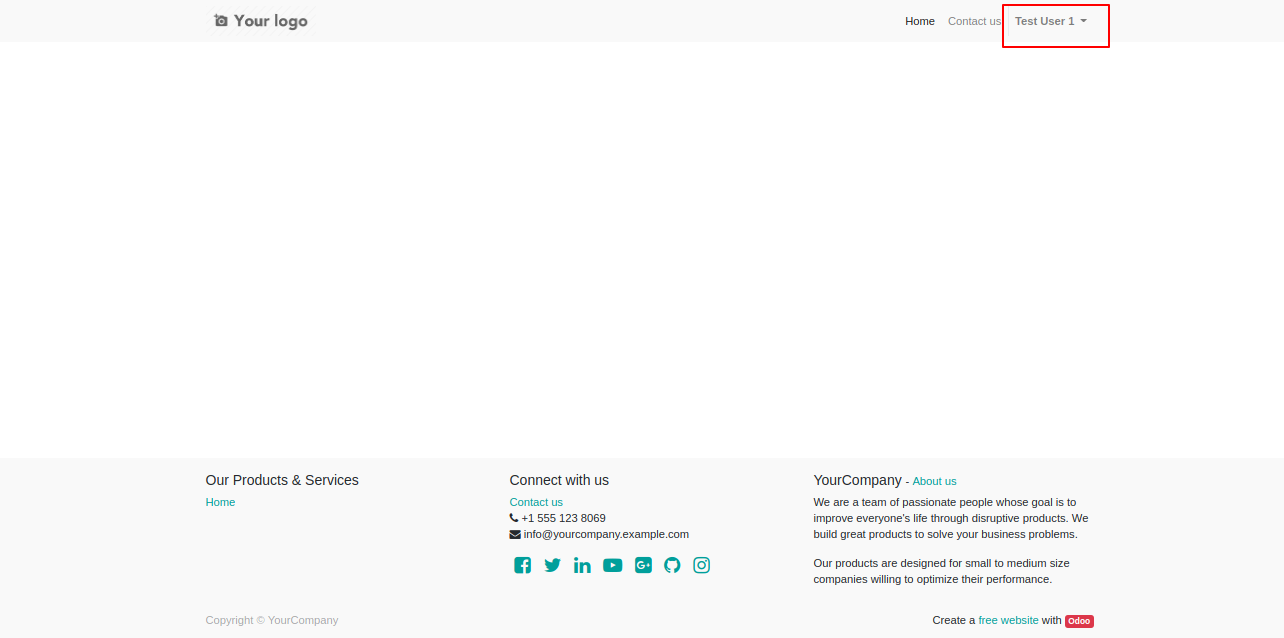 Your logo
Home Contact us Test User 1
Our Products & Services
Home
Connect with us
Contact us
+1 555 123 8069
info@yourcompany.example.com
YourCompany - About us
We are a team of passionate people whose goal is to
improve everyone's life through disruptive products. We
build great products to solve your business problems.
Our products are designed for small to medium size
companies willing to optimize their performance.
Copyright © YourCompany
Create a free website with Odoo